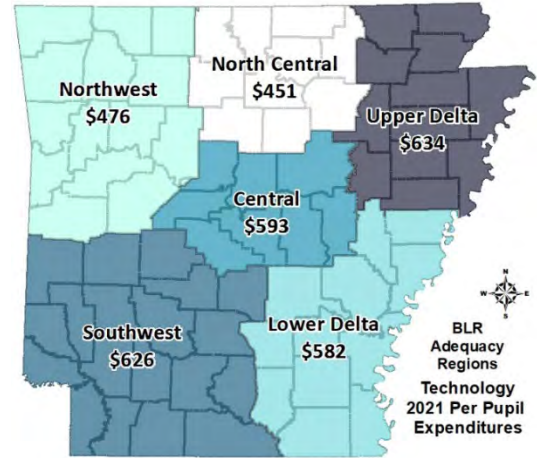 North Central
$451
Northwest
$476
Upper Delta
$634
Central
$593
Southwest
$626
Lower Delta
$582
N
W E
S
BLR
Adequacy
Regions
Technology
2021 Per Pupil
Expenditures